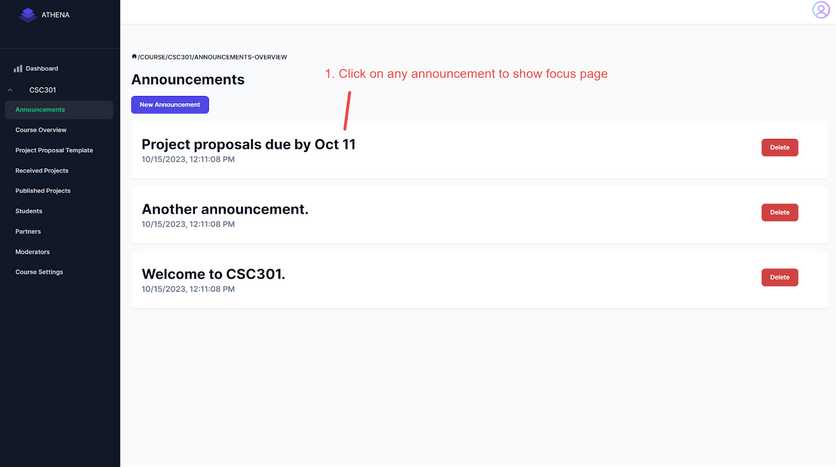 ATHENA
Dashboard
CSC301
Announcements
Course Overview
Project Proposal Template
Received Projects
Published Projects
Students
Partners
Moderators
Course Settings
/COURSE/CSC301/ANNOUNCEMENTS-OVERVIEW
Announcements
1. Click on any announcement to show focus page
New Announcement
Project proposals due by Oct 11
10/15/2023, 12:11:08 PM
Delete
Another announcement.
10/15/2023, 12:11:08 PM
Delete
Welcome to CSC301.
10/15/2023, 12:11:08 PM
Delete